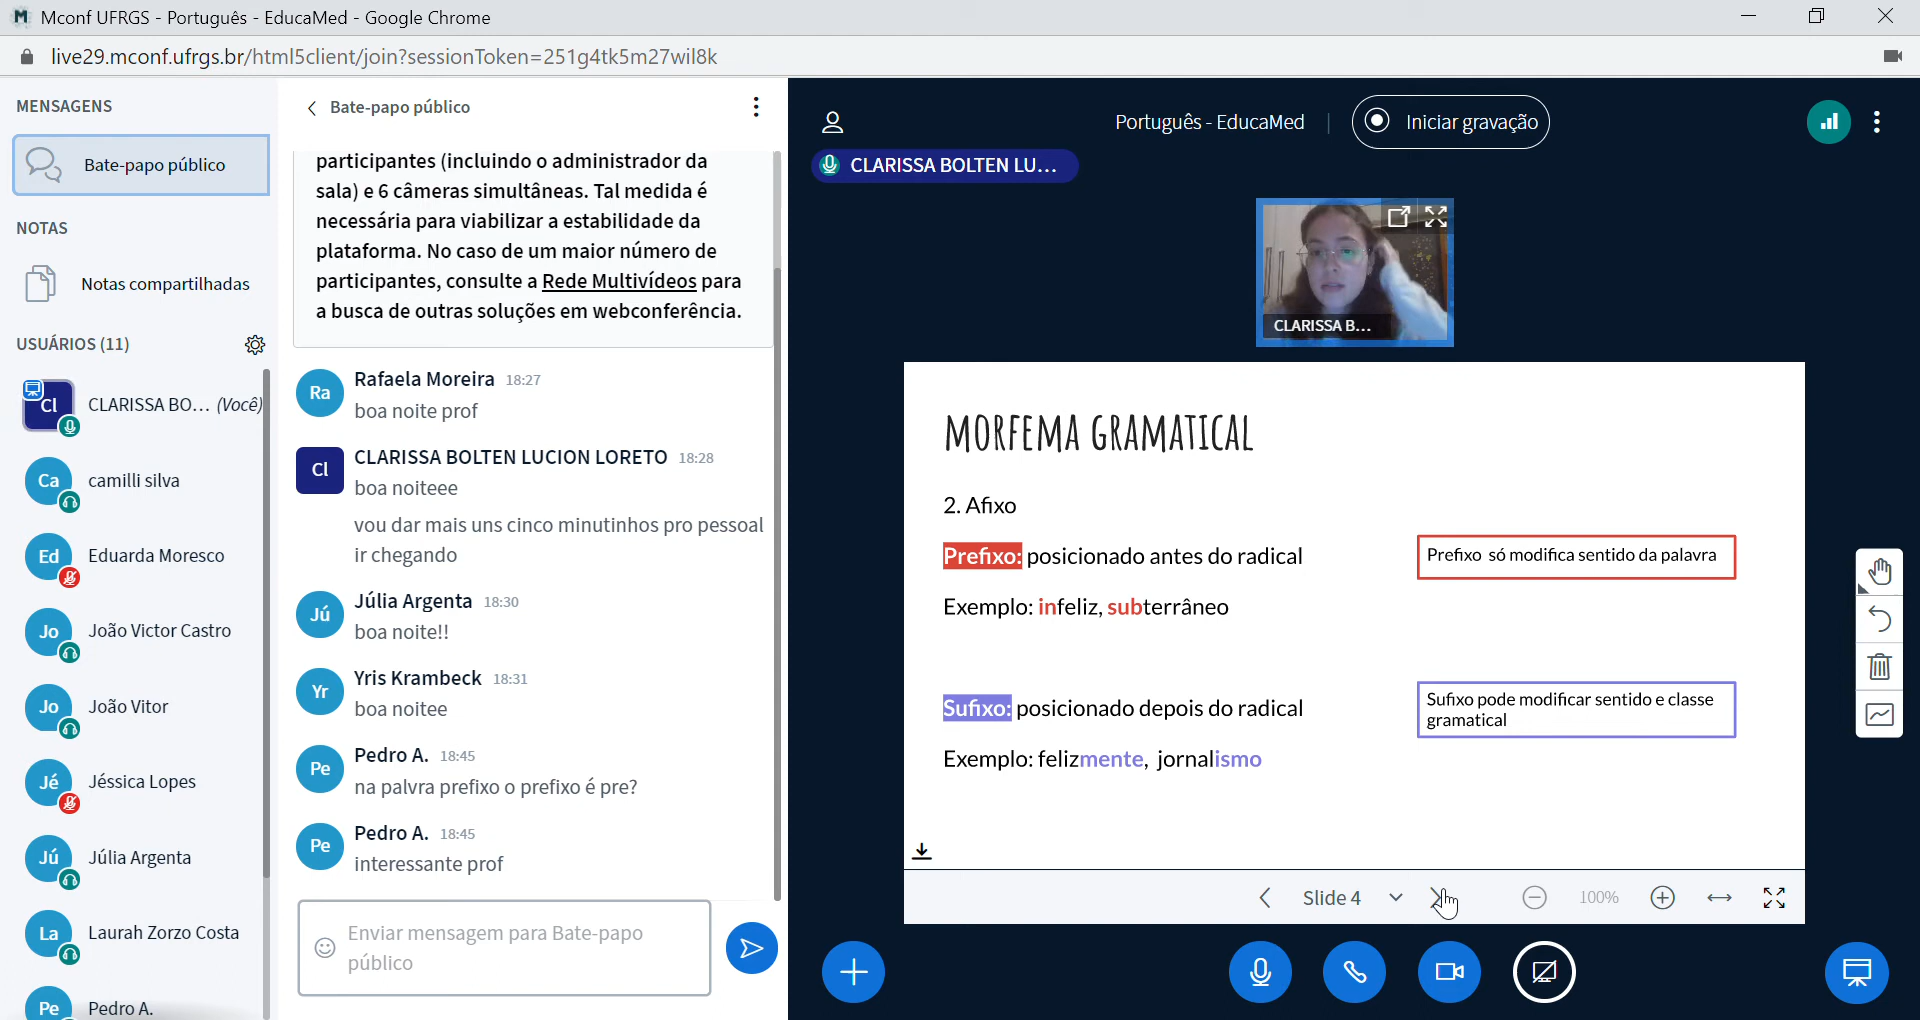 Mconf UFRGS - Português - EducaMed - Google Chrome
live29.mconf.ufrgs.br/html5client/join?sessionToken=251g4tk5m27wil8k
MENSAGENS
Bate-papo público
NOTAS
Notas compartilhadas
USUÁRIOS (11)
Cl CLARISSA BO... (Você)
Ca camilli silva
Ed Eduarda Moresco
Jo João Victor Castro
Jo João Vitor
Jé Jéssica Lopes
Jú Júlia Argenta
La Laurah Zorzo Costa
Pe Pedro A.
Bate-papo público
participantes (incluindo o administrador da
sala) e 6 câmeras simultâneas. Tal medida é
necessária para viabilizar a estabilidade da
plataforma. No caso de um maior número de
participantes, consulte a Rede Multivídeos para
a busca de outras soluções em webconferência.
Ra Rafaela Moreira 18:27
boa noite prof
Cl CLARISSA BOLTEN LUCION LORETO 18:28
boa noiteee
vou dar mais uns cinco minutinhos pro pessoal
ir chegando
Jú Júlia Argenta 18:30
boa noite!!
Yr Yris Krambeck 18:31
boa noitee
Pe Pedro A. 18:45
na palvra prefixo o prefixo é pre?
Pe Pedro A. 18:45
interessante prof
Enviar mensagem para Bate-papo
público
Português - EducaMed
Iniciar gravação
CLARISSA BOLTEN LU...
CLARISSA B...
MORFEMA GRAMATICAL
2. Afixo
Prefixo: posicionado antes do radical
Prefixo só modifica sentido da palavra
Exemplo: infeliz, subterrâneo
Sufixo: posicionado depois do radical
Sufixo pode modificar sentido e classe
gramatical
Exemplo: felizmente, jornalismo
Slide 4
100%